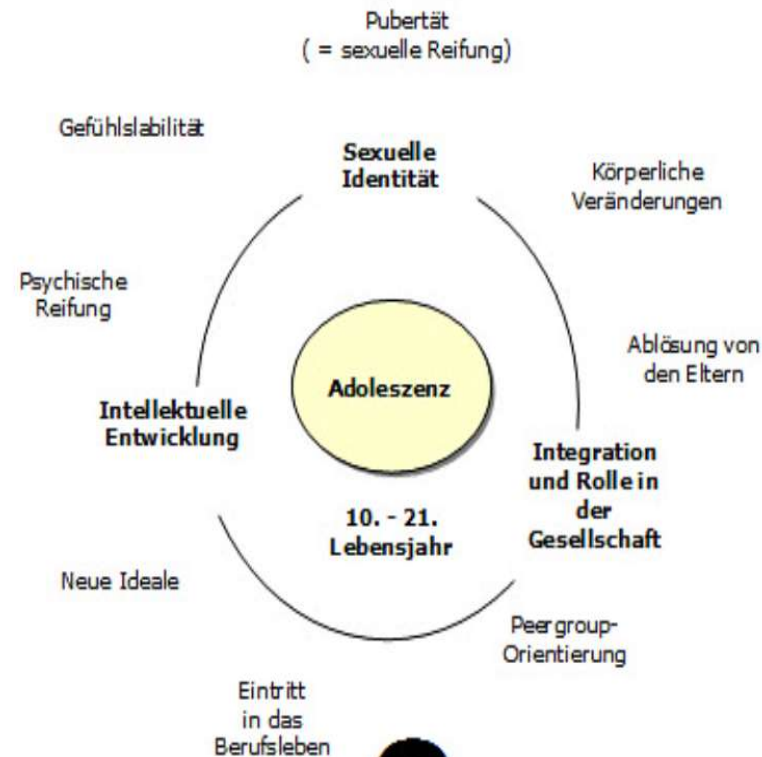 Pubertät
( = sexuelle Reifung)
Gefühlslabilität
Sexuelle
Identität
Körperliche
Veränderungen
Psychische
Reifung
Ablösung von
den Eltern
Adoleszenz
Intellektuelle
Entwicklung
Integration
und Rolle in
der
Gesellschaft
10. - 21.
Lebensjahr
Neue Ideale
Peergroup-
Orientierung
Eintritt
in das
Berufsleben